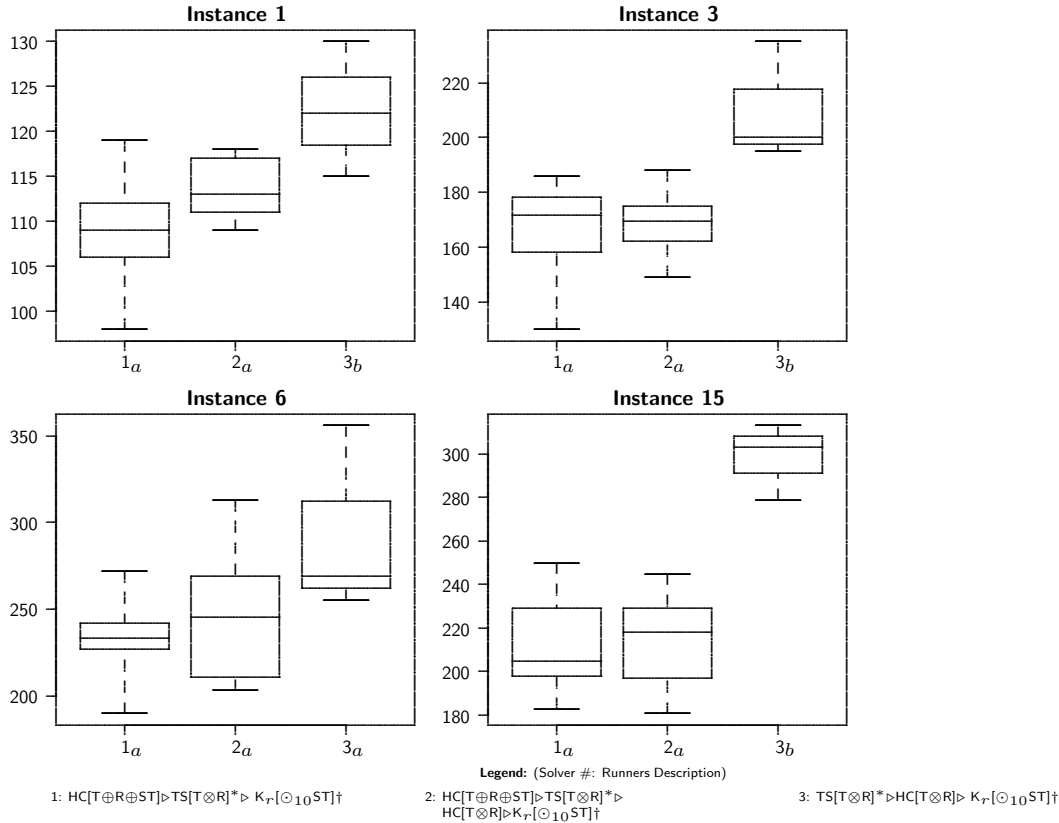 Instance 1
130
125
120
115
110
105
100
1a 2a 3b
Instance 3
220
200
180
160
140
1a 2a 3b
Instance 6
350
300
250
200
1a 2a 3a
Instance 15
300
280
260
240
220
200
180
1a 2a 3b
Legend: (Solver #: Runners Description)
1: HC[T⊕R⊕ST]▷TS[T⊗R]*▷ Kr[⊙10ST]†
2: HC[T⊕R⊕ST]▷TS[T⊗R]*▷
HC[T⊗R]▷Kr[⊙10ST]†
3: TS[T⊗R]*▷HC[T⊗R]▷ Kr[⊙10ST]†